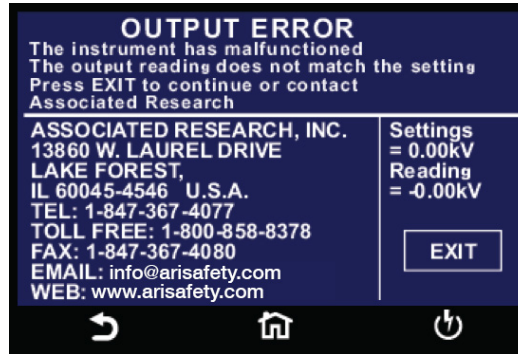 OUTPUT ERROR
The instrument has malfunctioned
The output reading does not match the setting
Press EXIT to continue or contact
Associated Research
ASSOCIATED RESEARCH, INC.
13860 W. LAUREL DRIVE
LAKE FOREST,
IL 60045-4546 U.S.A.
TEL: 1-847-367-4077
TOLL FREE: 1-800-858-8378
FAX: 1-847-367-4080
EMAIL: info@arisafety.com
WEB: www.arisafety.com
Settings
= 0.00kV
Reading
= -0.00kV
EXIT